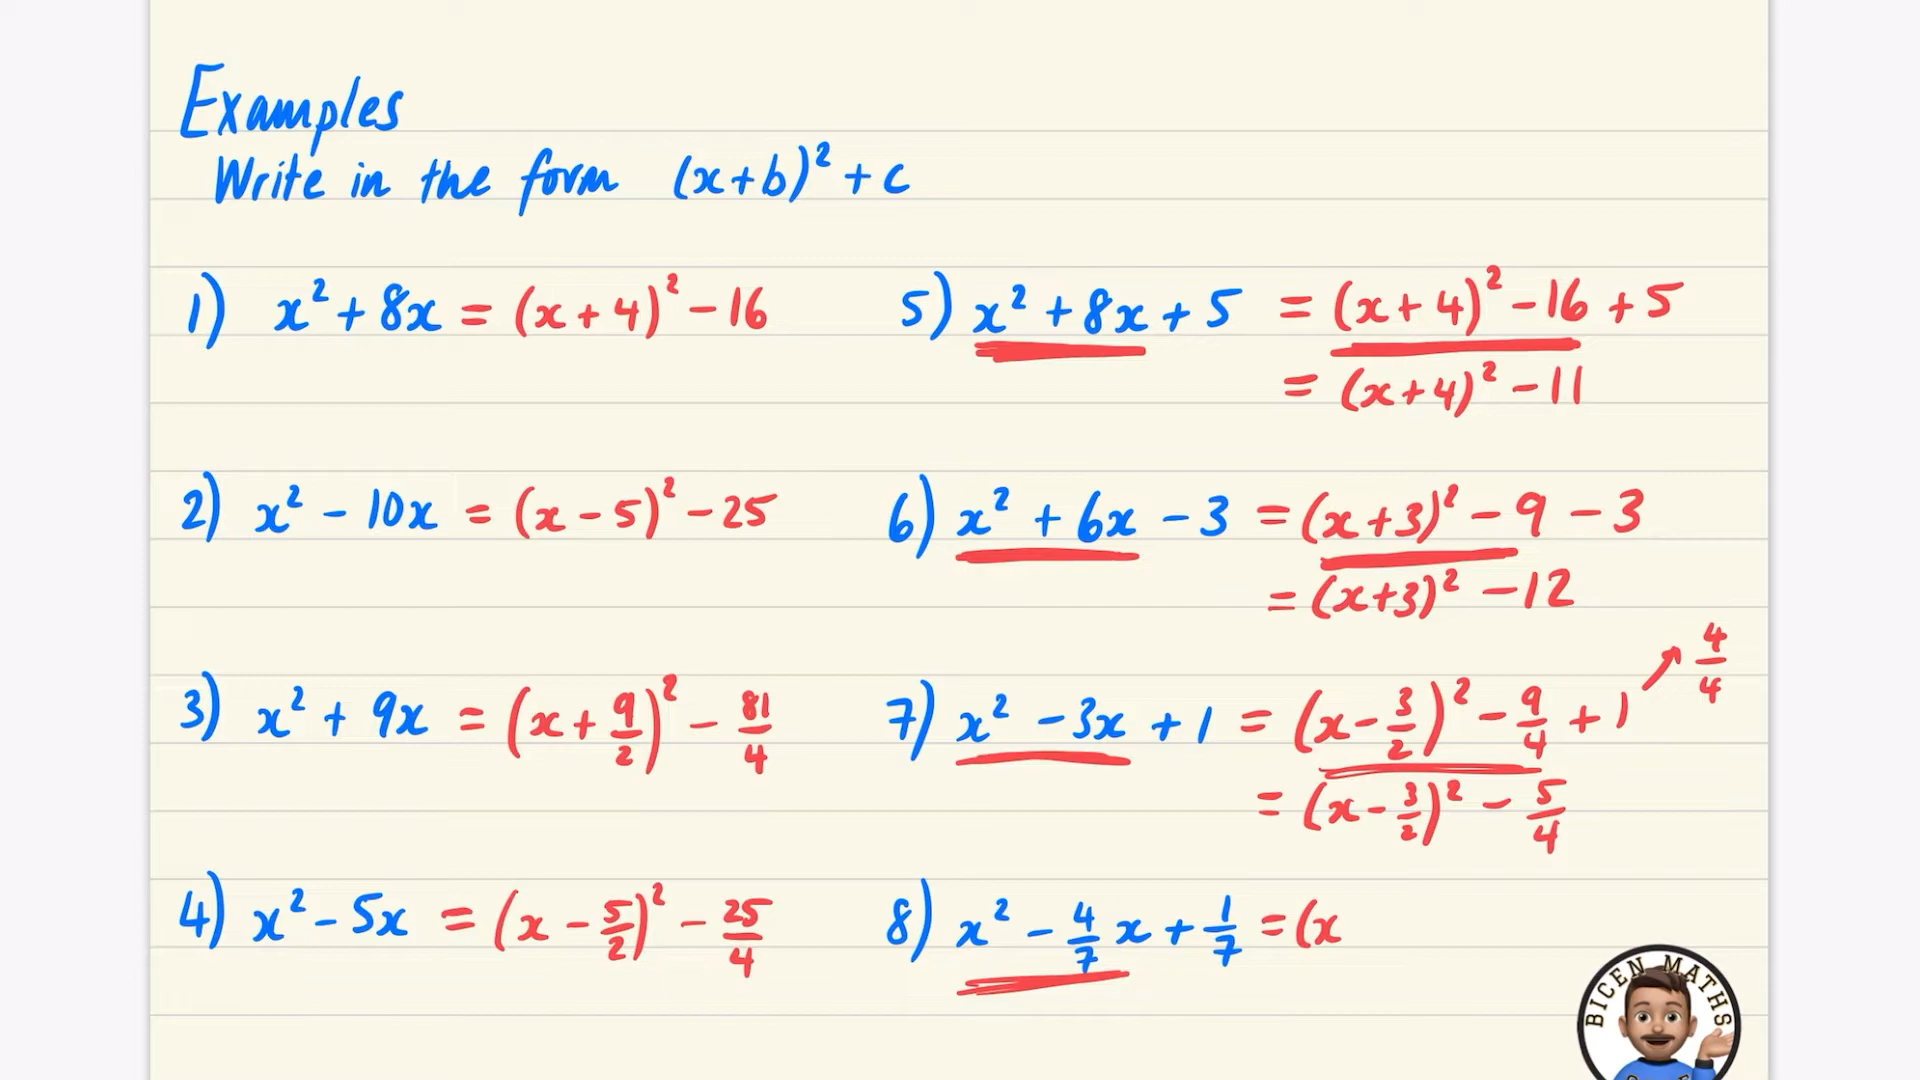 Examples
Write in the form (x+b)² + c
1) x² + 8x = (x + 4)² - 16
2) x² - 10x = (x - 5)² - 25
3) x² + 9x = (x + 9/2)² - 81/4
4) x² - 5x = (x - 5/2)² - 25/4
5) x² + 8x + 5 = (x + 4)² - 16 + 5
= (x+4)² - 11
6) x² + 6x - 3 = (x+3)² - 9 - 3
= (x+3)² - 12
7) x² - 3x + 1 = (x - 3/2)² - 9/4 + 1 ↗ 4/4
= (x - 3/2)² - 5/4
8) x² - 4/7 x + 1/7 = (x
BICEN MATHS